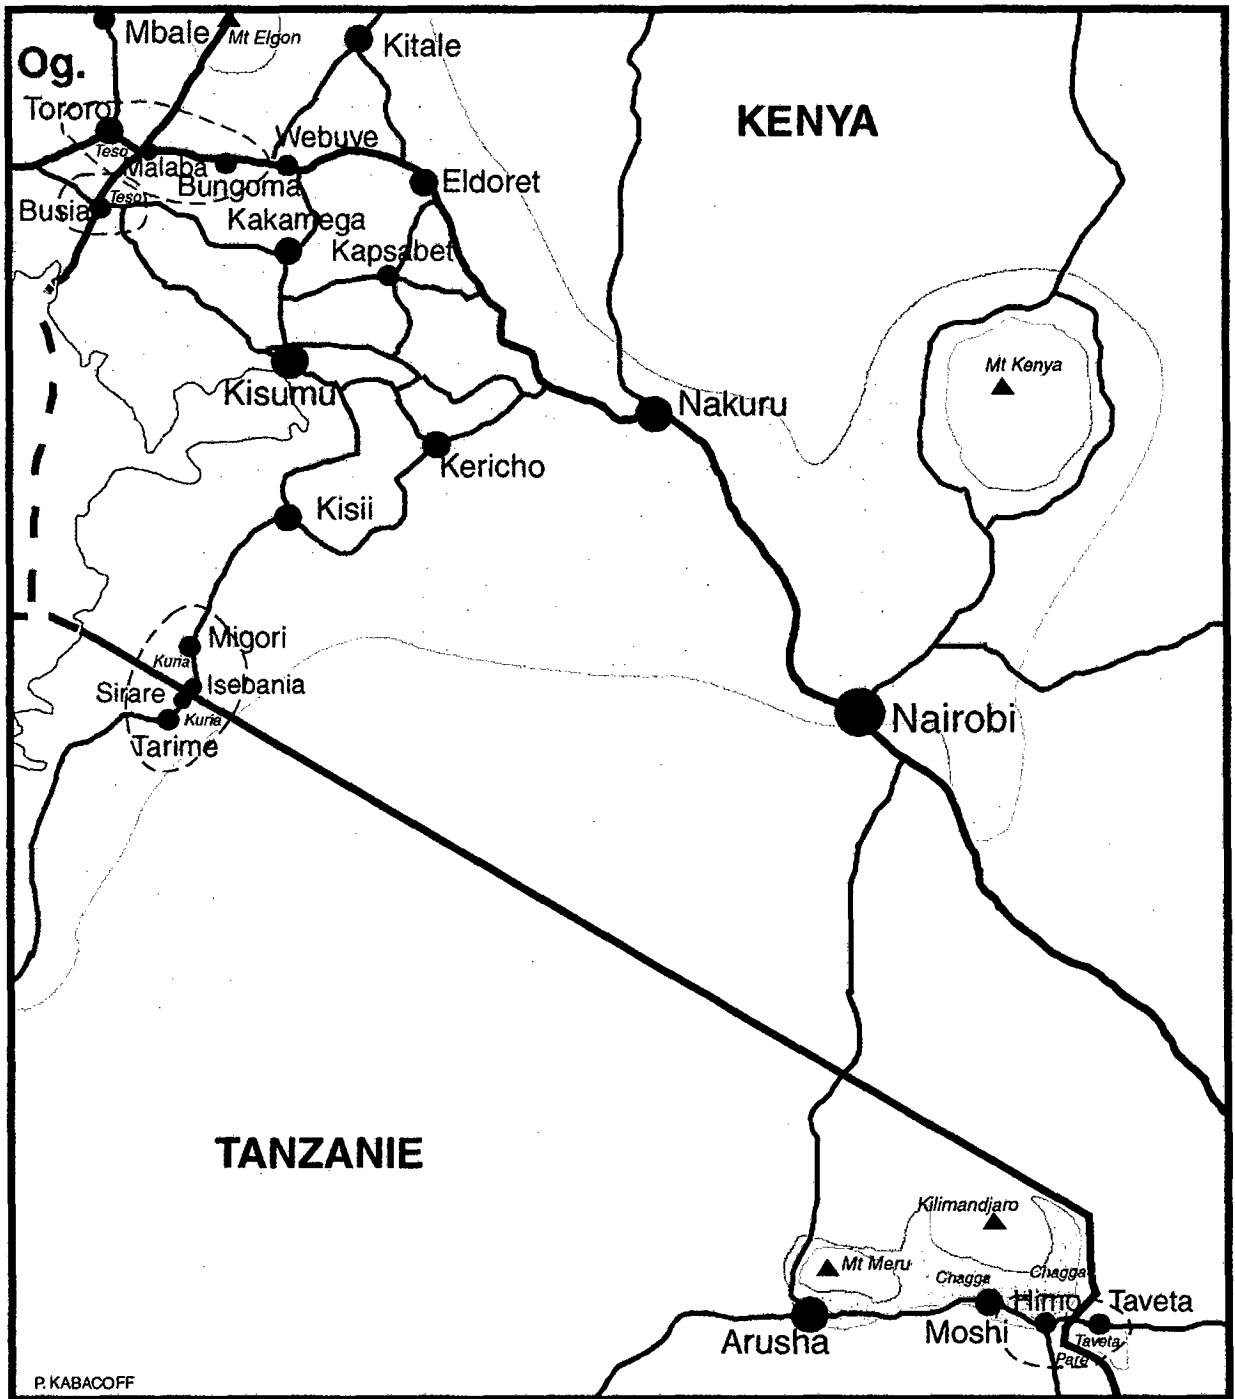 Mbale
Mt Elgon
Kitale
Og.
KENYA
Tororo
Webuye
Teso
Malaba
Bungoma
Eldoret
Teso
Busia
Kakamega
Kapsabet
Mt Kenya
Kisumu
Nakuru
Kericho
Kisii
Migori
Kuria
Isebania
Sirare
Kuria
Tarime
Nairobi
TANZANIE
Kilimandjaro
Mt Meru
Chagga
Chagga
Himo
Taveta
Arusha
Moshi
Taveta
Pare
P. KABACOFF